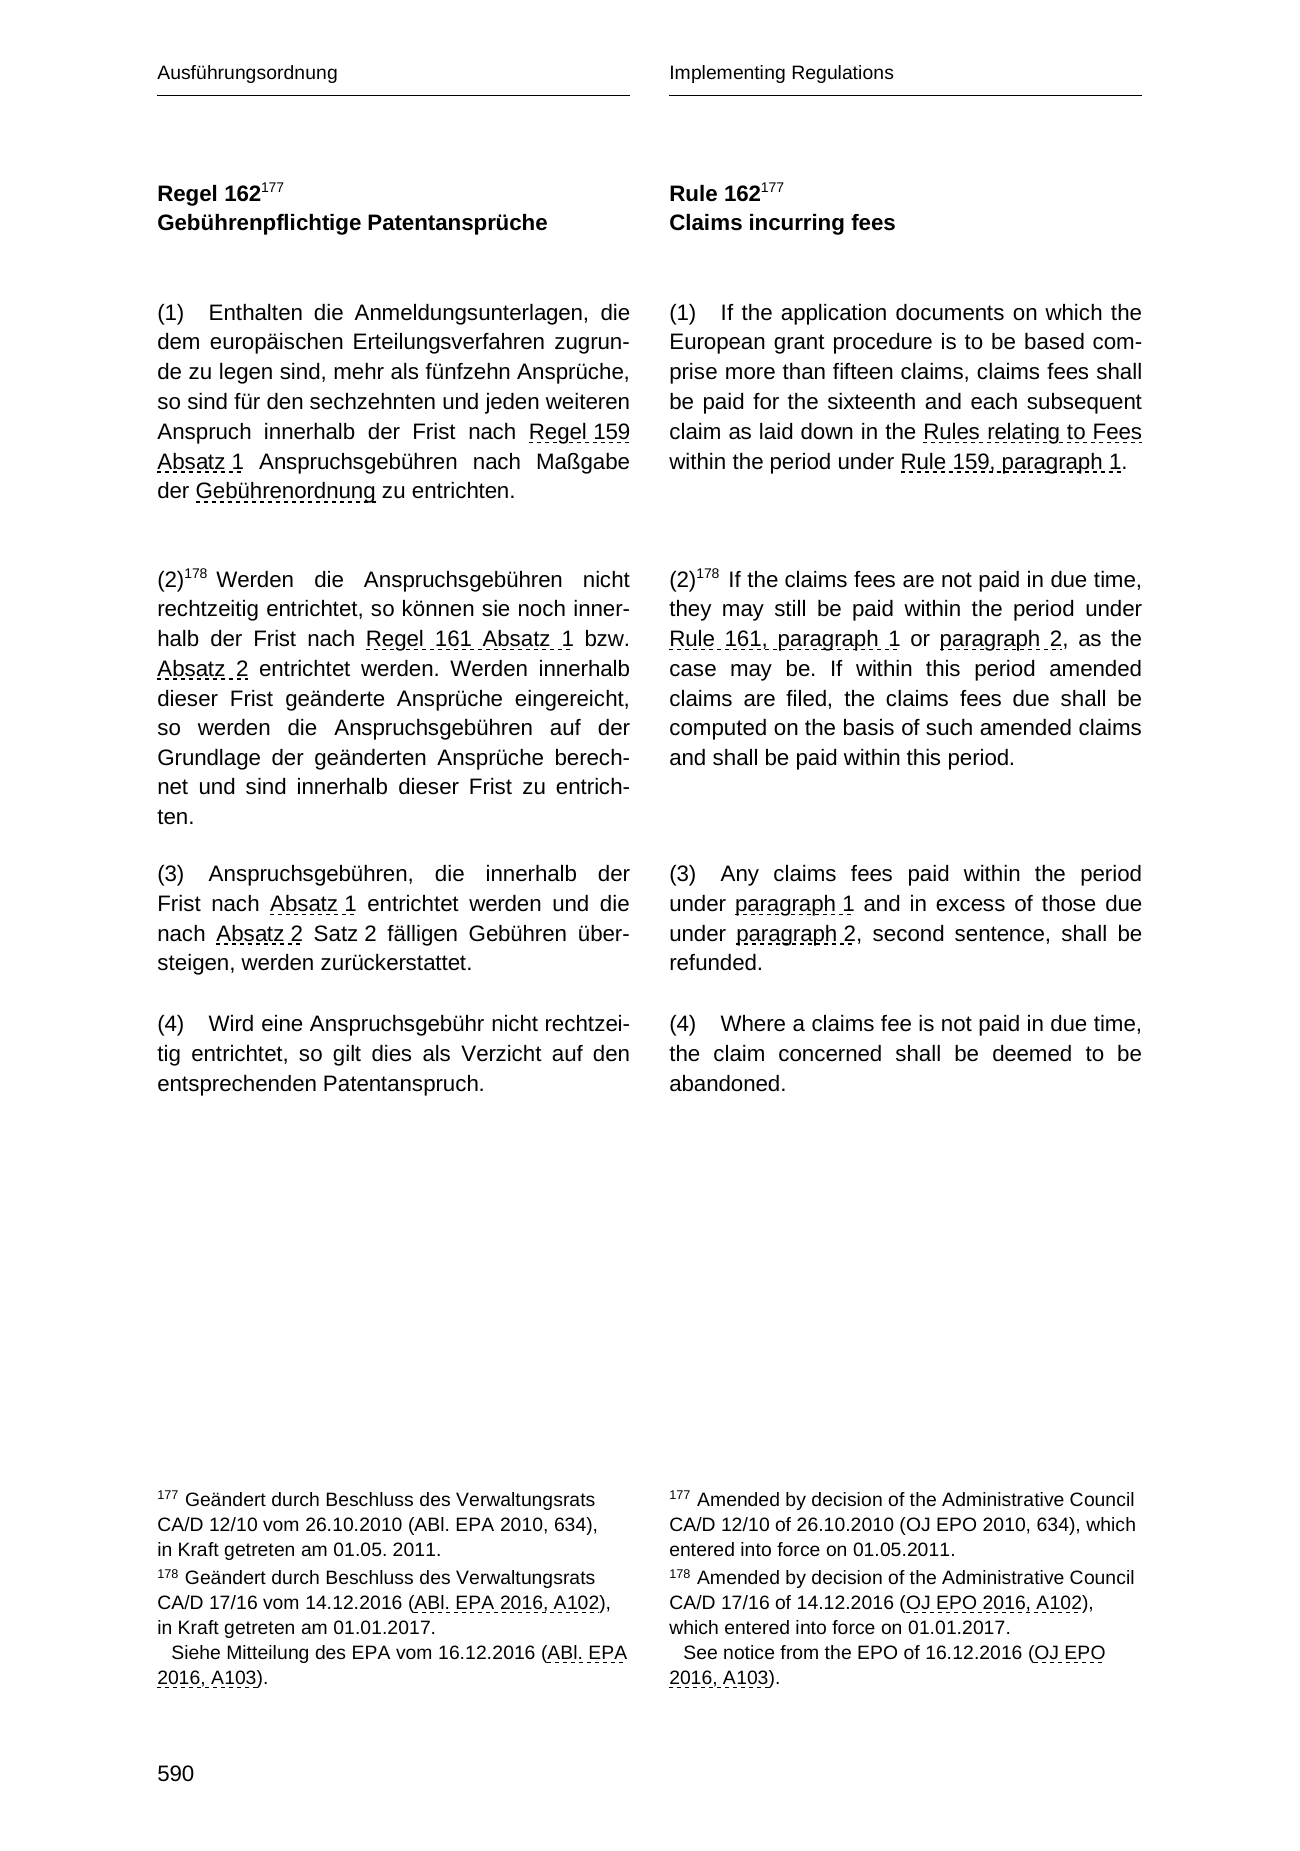 Ausführungsordnung
Regel 162177
Gebührenpflichtige Patentansprüche
(1) Enthalten die Anmeldungsunterlagen, die
dem europäischen Erteilungsverfahren zugrun-
de zu legen sind, mehr als fünfzehn Ansprüche,
so sind für den sechzehnten und jeden weiteren
Anspruch innerhalb der Frist nach Regel 159
Absatz 1 Anspruchsgebühren nach Maßgabe
der Gebührenordnung zu entrichten.
(2)178 Werden die Anspruchsgebühren nicht
rechtzeitig entrichtet, so können sie noch inner-
halb der Frist nach Regel 161 Absatz 1 bzw.
Absatz 2 entrichtet werden. Werden innerhalb
dieser Frist geänderte Ansprüche eingereicht,
so werden die Anspruchsgebühren auf der
Grundlage der geänderten Ansprüche berech-
net und sind innerhalb dieser Frist zu entrich-
ten.
(3) Anspruchsgebühren, die innerhalb der
Frist nach Absatz 1 entrichtet werden und die
nach Absatz 2 Satz 2 fälligen Gebühren über-
steigen, werden zurückerstattet.
(4) Wird eine Anspruchsgebühr nicht rechtzei-
tig entrichtet, so gilt dies als Verzicht auf den
entsprechenden Patentanspruch.
177 Geändert durch Beschluss des Verwaltungsrats
CA/D 12/10 vom 26.10.2010 (ABl. EPA 2010, 634),
in Kraft getreten am 01.05. 2011.
178 Geändert durch Beschluss des Verwaltungsrats
CA/D 17/16 vom 14.12.2016 (ABl. EPA 2016, A102),
in Kraft getreten am 01.01.2017.
Siehe Mitteilung des EPA vom 16.12.2016 (ABl. EPA
2016, A103).
Implementing Regulations
Rule 162177
Claims incurring fees
(1) If the application documents on which the
European grant procedure is to be based com-
prise more than fifteen claims, claims fees shall
be paid for the sixteenth and each subsequent
claim as laid down in the Rules relating to Fees
within the period under Rule 159, paragraph 1.
(2)178 If the claims fees are not paid in due time,
they may still be paid within the period under
Rule 161, paragraph 1 or paragraph 2, as the
case may be. If within this period amended
claims are filed, the claims fees due shall be
computed on the basis of such amended claims
and shall be paid within this period.
(3) Any claims fees paid within the period
under paragraph 1 and in excess of those due
under paragraph 2, second sentence, shall be
refunded.
(4) Where a claims fee is not paid in due time,
the claim concerned shall be deemed to be
abandoned.
177 Amended by decision of the Administrative Council
CA/D 12/10 of 26.10.2010 (OJ EPO 2010, 634), which
entered into force on 01.05.2011.
178 Amended by decision of the Administrative Council
CA/D 17/16 of 14.12.2016 (OJ EPO 2016, A102),
which entered into force on 01.01.2017.
See notice from the EPO of 16.12.2016 (OJ EPO
2016, A103).
590